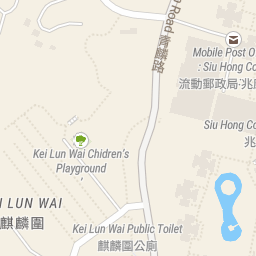 Road 青麟路
Mobile Post O
: Siu Hong Co
流動郵政局-兆
Siu Hong Co
兆
Kei Lun Wai Chidren's
Playground
I LUN WAI
麒麟圍
Kei Lun Wai Public Toilet
麒麟圍公廁